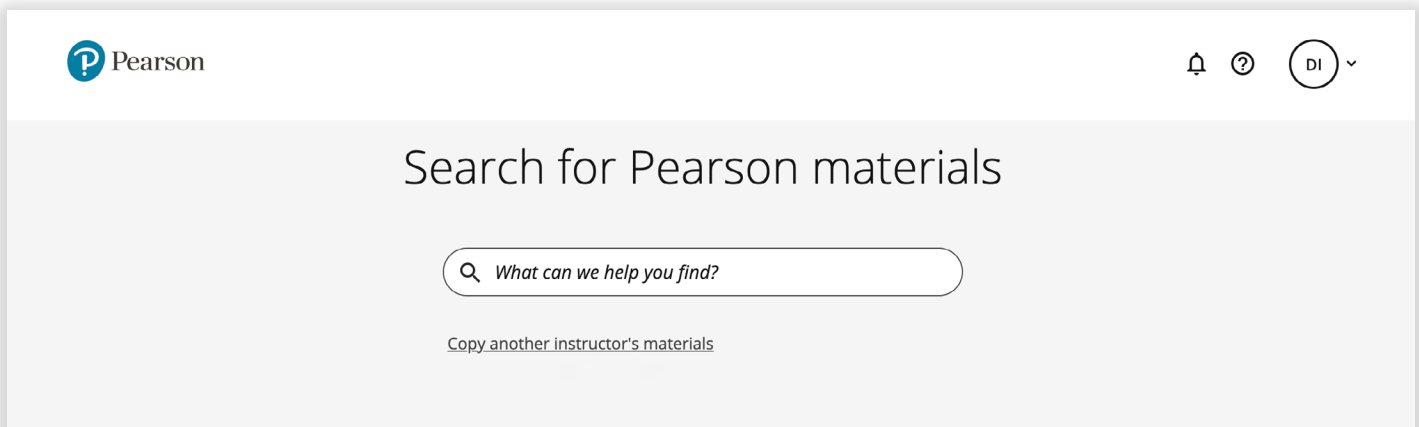 Pearson
DI
Search for Pearson materials
What can we help you find?
Copy another instructor's materials